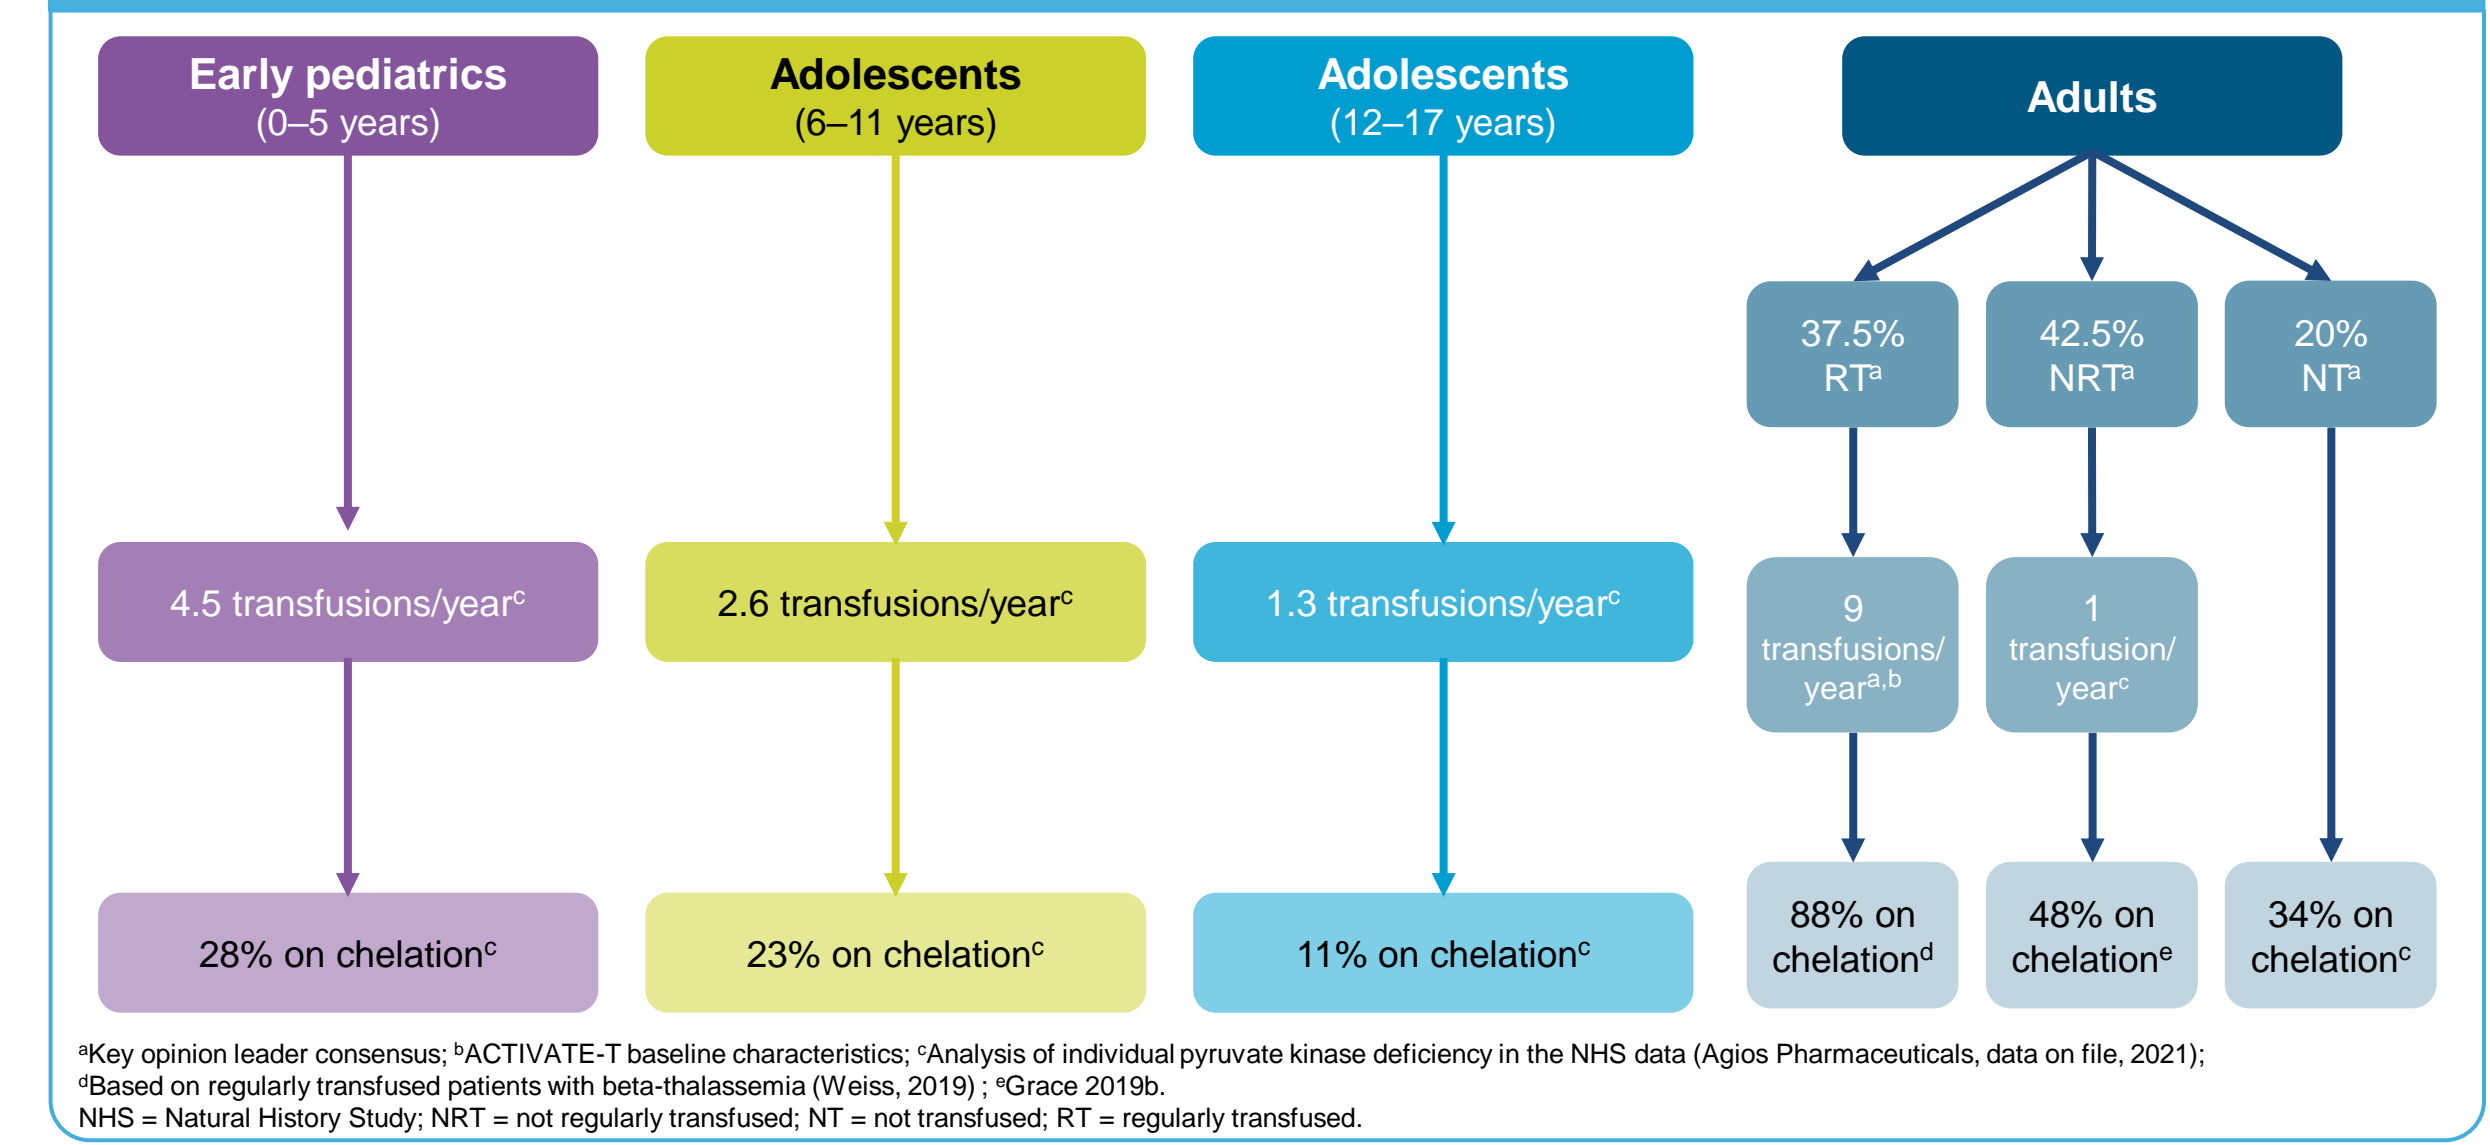 Early pediatrics
(0–5 years)
Adolescents
(6–11 years)
Adolescents
(12–17 years)
Adults
37.5%
RTᵃ
42.5%
NRTᵃ
20%
NTᵃ
4.5 transfusions/yearᶜ
2.6 transfusions/yearᶜ
1.3 transfusions/yearᶜ
9
transfusions/
yearᵃ,ᵇ
1
transfusion/
yearᶜ
28% on chelationᶜ
23% on chelationᶜ
11% on chelationᶜ
88% on
chelationᵈ
48% on
chelationᵉ
34% on
chelationᶜ
ᵃKey opinion leader consensus; ᵇACTIVATE-T baseline characteristics; ᶜAnalysis of individual pyruvate kinase deficiency in the NHS data (Agios Pharmaceuticals, data on file, 2021);
ᵈBased on regularly transfused patients with beta-thalassemia (Weiss, 2019) ; ᵉGrace 2019b.
NHS = Natural History Study; NRT = not regularly transfused; NT = not transfused; RT = regularly transfused.